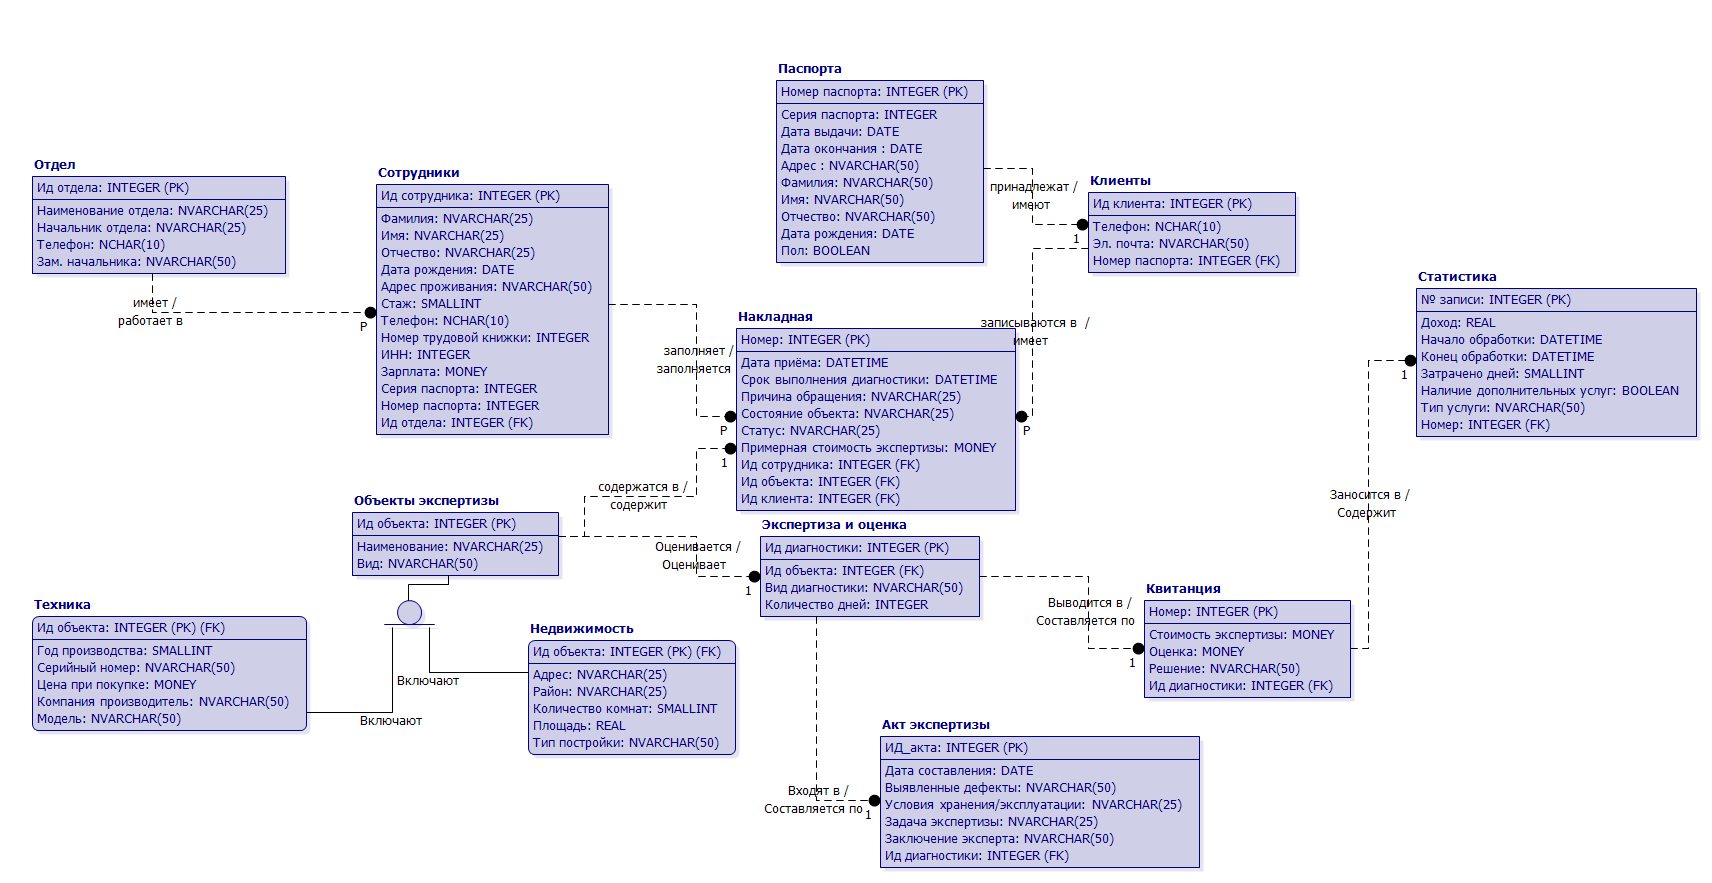 Паспорта
Номер паспорта: INTEGER (PK)
Серия паспорта: INTEGER
Дата выдачи: DATE
Дата окончания : DATE
Адрес : NVARCHAR(50)
Фамилия: NVARCHAR(50)
Имя: NVARCHAR(50)
Отчество: NVARCHAR(50)
Дата рождения: DATE
Пол: BOOLEAN
принадлежат /
имеют
1
Клиенты
Ид клиента: INTEGER (PK)
Телефон: NCHAR(10)
Эл. почта: NVARCHAR(50)
Номер паспорта: INTEGER (FK)
Отдел
Ид отдела: INTEGER (PK)
Наименование отдела: NVARCHAR(25)
Начальник отдела: NVARCHAR(25)
Телефон: NCHAR(10)
Зам. начальника: NVARCHAR(50)
имеет /
работает в
P
Сотрудники
Ид сотрудника: INTEGER (PK)
Фамилия: NVARCHAR(25)
Имя: NVARCHAR(25)
Отчество: NVARCHAR(25)
Дата рождения: DATE
Адрес проживания: NVARCHAR(50)
Стаж: SMALLINT
Телефон: NCHAR(10)
Номер трудовой книжки: INTEGER
ИНН: INTEGER
Зарплата: MONEY
Серия паспорта: INTEGER
Номер паспорта: INTEGER
Ид отдела: INTEGER (FK)
заполняет /
заполняется
P
Накладная
Номер: INTEGER (PK)
Дата приёма: DATETIME
Срок выполнения диагностики: DATETIME
Причина обращения: NVARCHAR(25)
Состояние объекта: NVARCHAR(25)
Статус: NVARCHAR(25)
Примерная стоимость экспертизы: MONEY
Ид сотрудника: INTEGER (FK)
Ид объекта: INTEGER (FK)
Ид клиента: INTEGER (FK)
записываются в /
имеет
P
Статистика
№ записи: INTEGER (PK)
Доход: REAL
Начало обработки: DATETIME
Конец обработки: DATETIME
Затрачено дней: SMALLINT
Наличие дополнительных услуг: BOOLEAN
Тип услуги: NVARCHAR(50)
Номер: INTEGER (FK)
1
Заносится в /
Содержит
1
содержатся в /
содержит
Объекты экспертизы
Ид объекта: INTEGER (PK)
Наименование: NVARCHAR(25)
Вид: NVARCHAR(50)
Оценивается /
Оценивает
1
Экспертиза и оценка
Ид диагностики: INTEGER (PK)
Ид объекта: INTEGER (FK)
Вид диагностики: NVARCHAR(50)
Количество дней: INTEGER
Выводится в /
Составляется по
1
Квитанция
Номер: INTEGER (PK)
Стоимость экспертизы: MONEY
Оценка: MONEY
Решение: NVARCHAR(50)
Ид диагностики: INTEGER (FK)
Техника
Ид объекта: INTEGER (PK) (FK)
Год производства: SMALLINT
Серийный номер: NVARCHAR(50)
Цена при покупке: MONEY
Компания производитель: NVARCHAR(50)
Модель: NVARCHAR(50)
Включают
Включают
Недвижимость
Ид объекта: INTEGER (PK) (FK)
Адрес: NVARCHAR(25)
Район: NVARCHAR(25)
Количество комнат: SMALLINT
Площадь: REAL
Тип постройки: NVARCHAR(50)
Входят в /
Составляется по
1
Акт экспертизы
ИД_акта: INTEGER (PK)
Дата составления: DATE
Выявленные дефекты: NVARCHAR(50)
Условия хранения/эксплуатации: NVARCHAR(25)
Задача экспертизы: NVARCHAR(25)
Заключение эксперта: NVARCHAR(50)
Ид диагностики: INTEGER (FK)